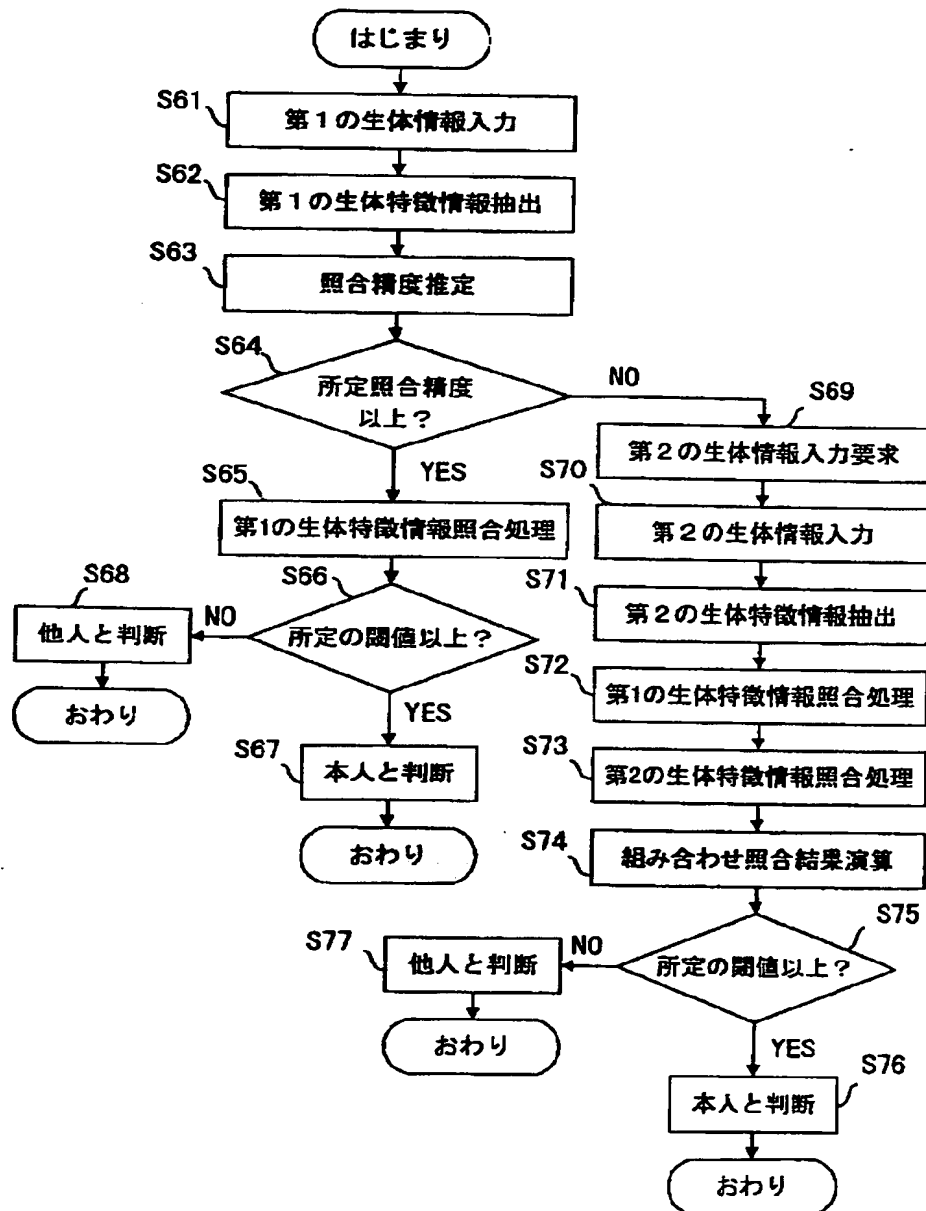 はじまり
S61
第1の生体情報入力
S62
第1の生体特徴情報抽出
S63
照合精度推定
S64
所定照合精度
以上?
NO
YES
S65
第1の生体特徴情報照合処理
S66
所定の閾値以上?
NO
S68
他人と判断
おわり
YES
S67
本人と判断
おわり
S69
第2の生体情報入力要求
S70
第2の生体情報入力
S71
第2の生体特徴情報抽出
S72
第1の生体特徴情報照合処理
S73
第2の生体特徴情報照合処理
S74
組み合わせ照合結果演算
S75
所定の閾値以上?
NO
S77
他人と判断
おわり
YES
S76
本人と判断
おわり